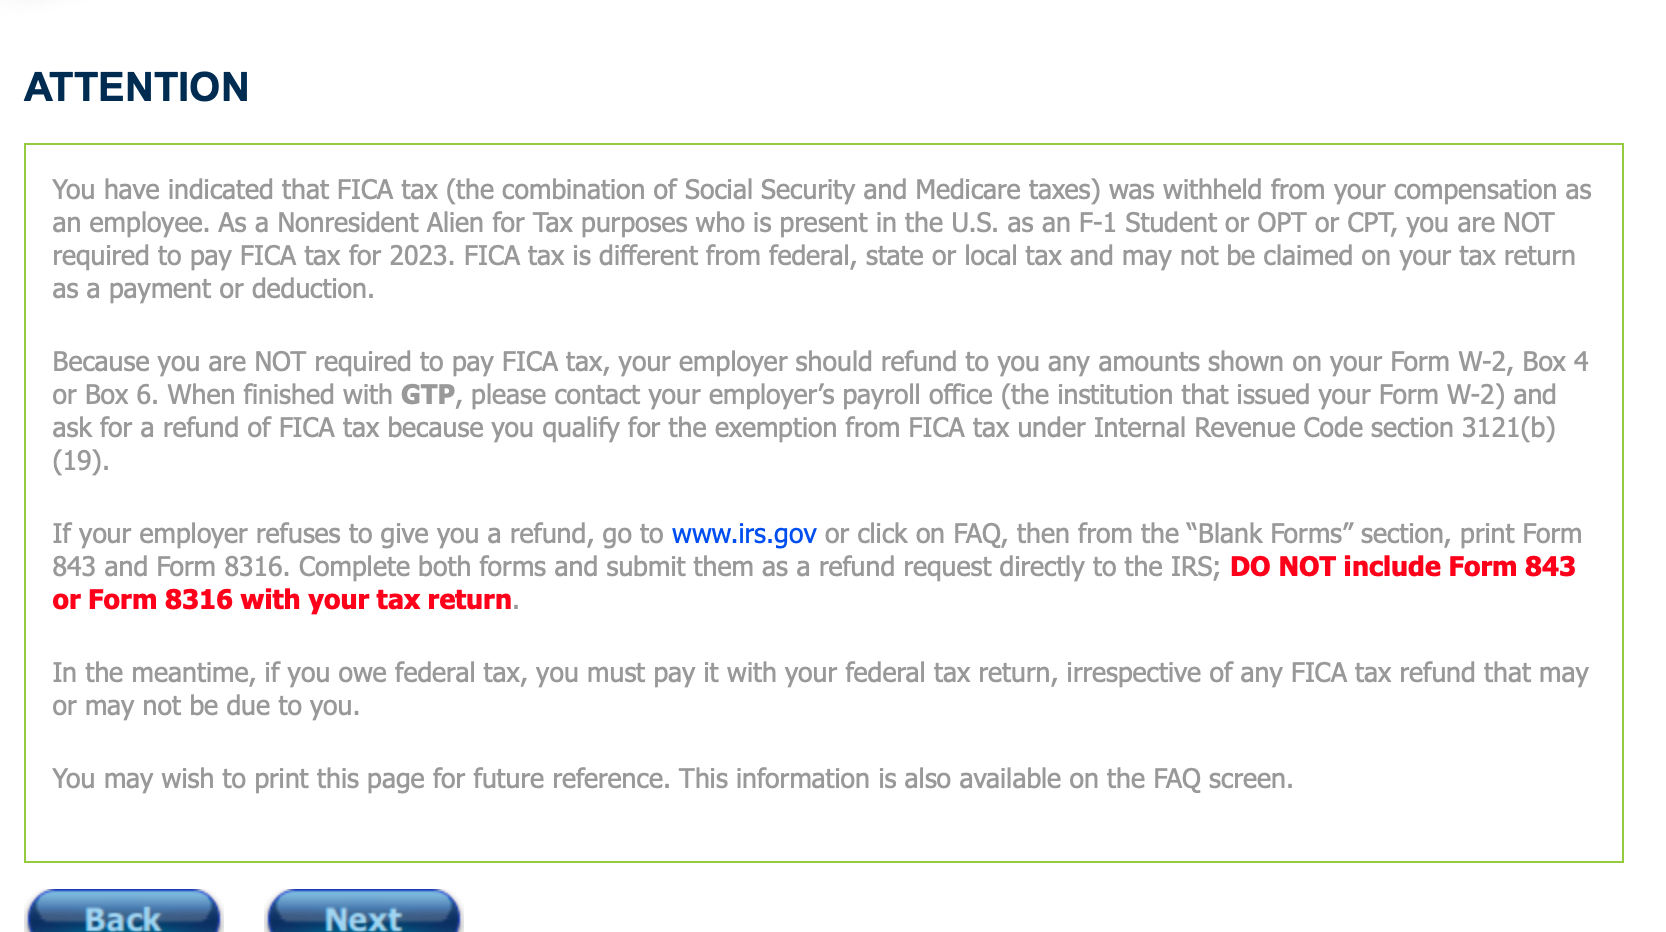 ATTENTION
You have indicated that FICA tax (the combination of Social Security and Medicare taxes) was withheld from your compensation as
an employee. As a Nonresident Alien for Tax purposes who is present in the U.S. as an F-1 Student or OPT or CPT, you are NOT
required to pay FICA tax for 2023. FICA tax is different from federal, state or local tax and may not be claimed on your tax return
as a payment or deduction.
Because you are NOT required to pay FICA tax, your employer should refund to you any amounts shown on your Form W-2, Box 4
or Box 6. When finished with GTP, please contact your employer’s payroll office (the institution that issued your Form W-2) and
ask for a refund of FICA tax because you qualify for the exemption from FICA tax under Internal Revenue Code section 3121(b)
(19).
If your employer refuses to give you a refund, go to www.irs.gov or click on FAQ, then from the “Blank Forms” section, print Form
843 and Form 8316. Complete both forms and submit them as a refund request directly to the IRS; DO NOT include Form 843
or Form 8316 with your tax return.
In the meantime, if you owe federal tax, you must pay it with your federal tax return, irrespective of any FICA tax refund that may
or may not be due to you.
You may wish to print this page for future reference. This information is also available on the FAQ screen.
Back Next